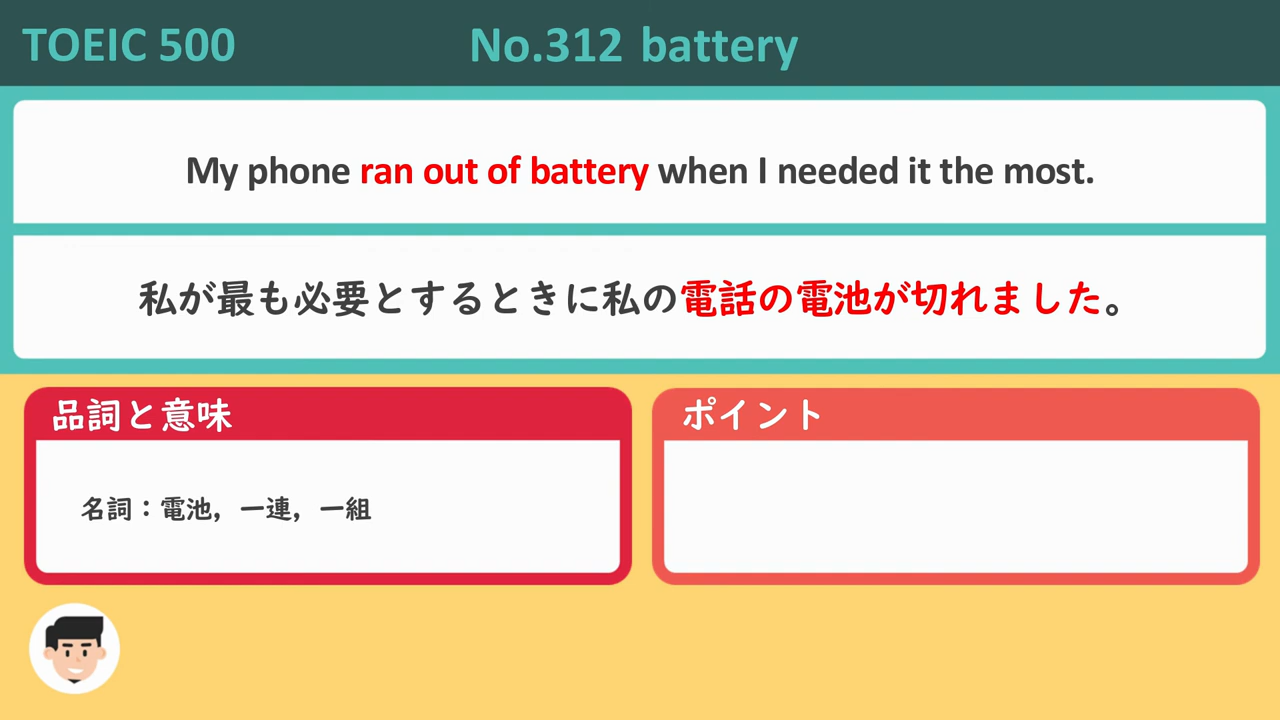 TOEIC 500
No.312 battery
My phone ran out of battery when I needed it the most.
私が最も必要とするときに私の電話の電池が切れました。
品詞と意味
名詞：電池，一連，一組
ポイント